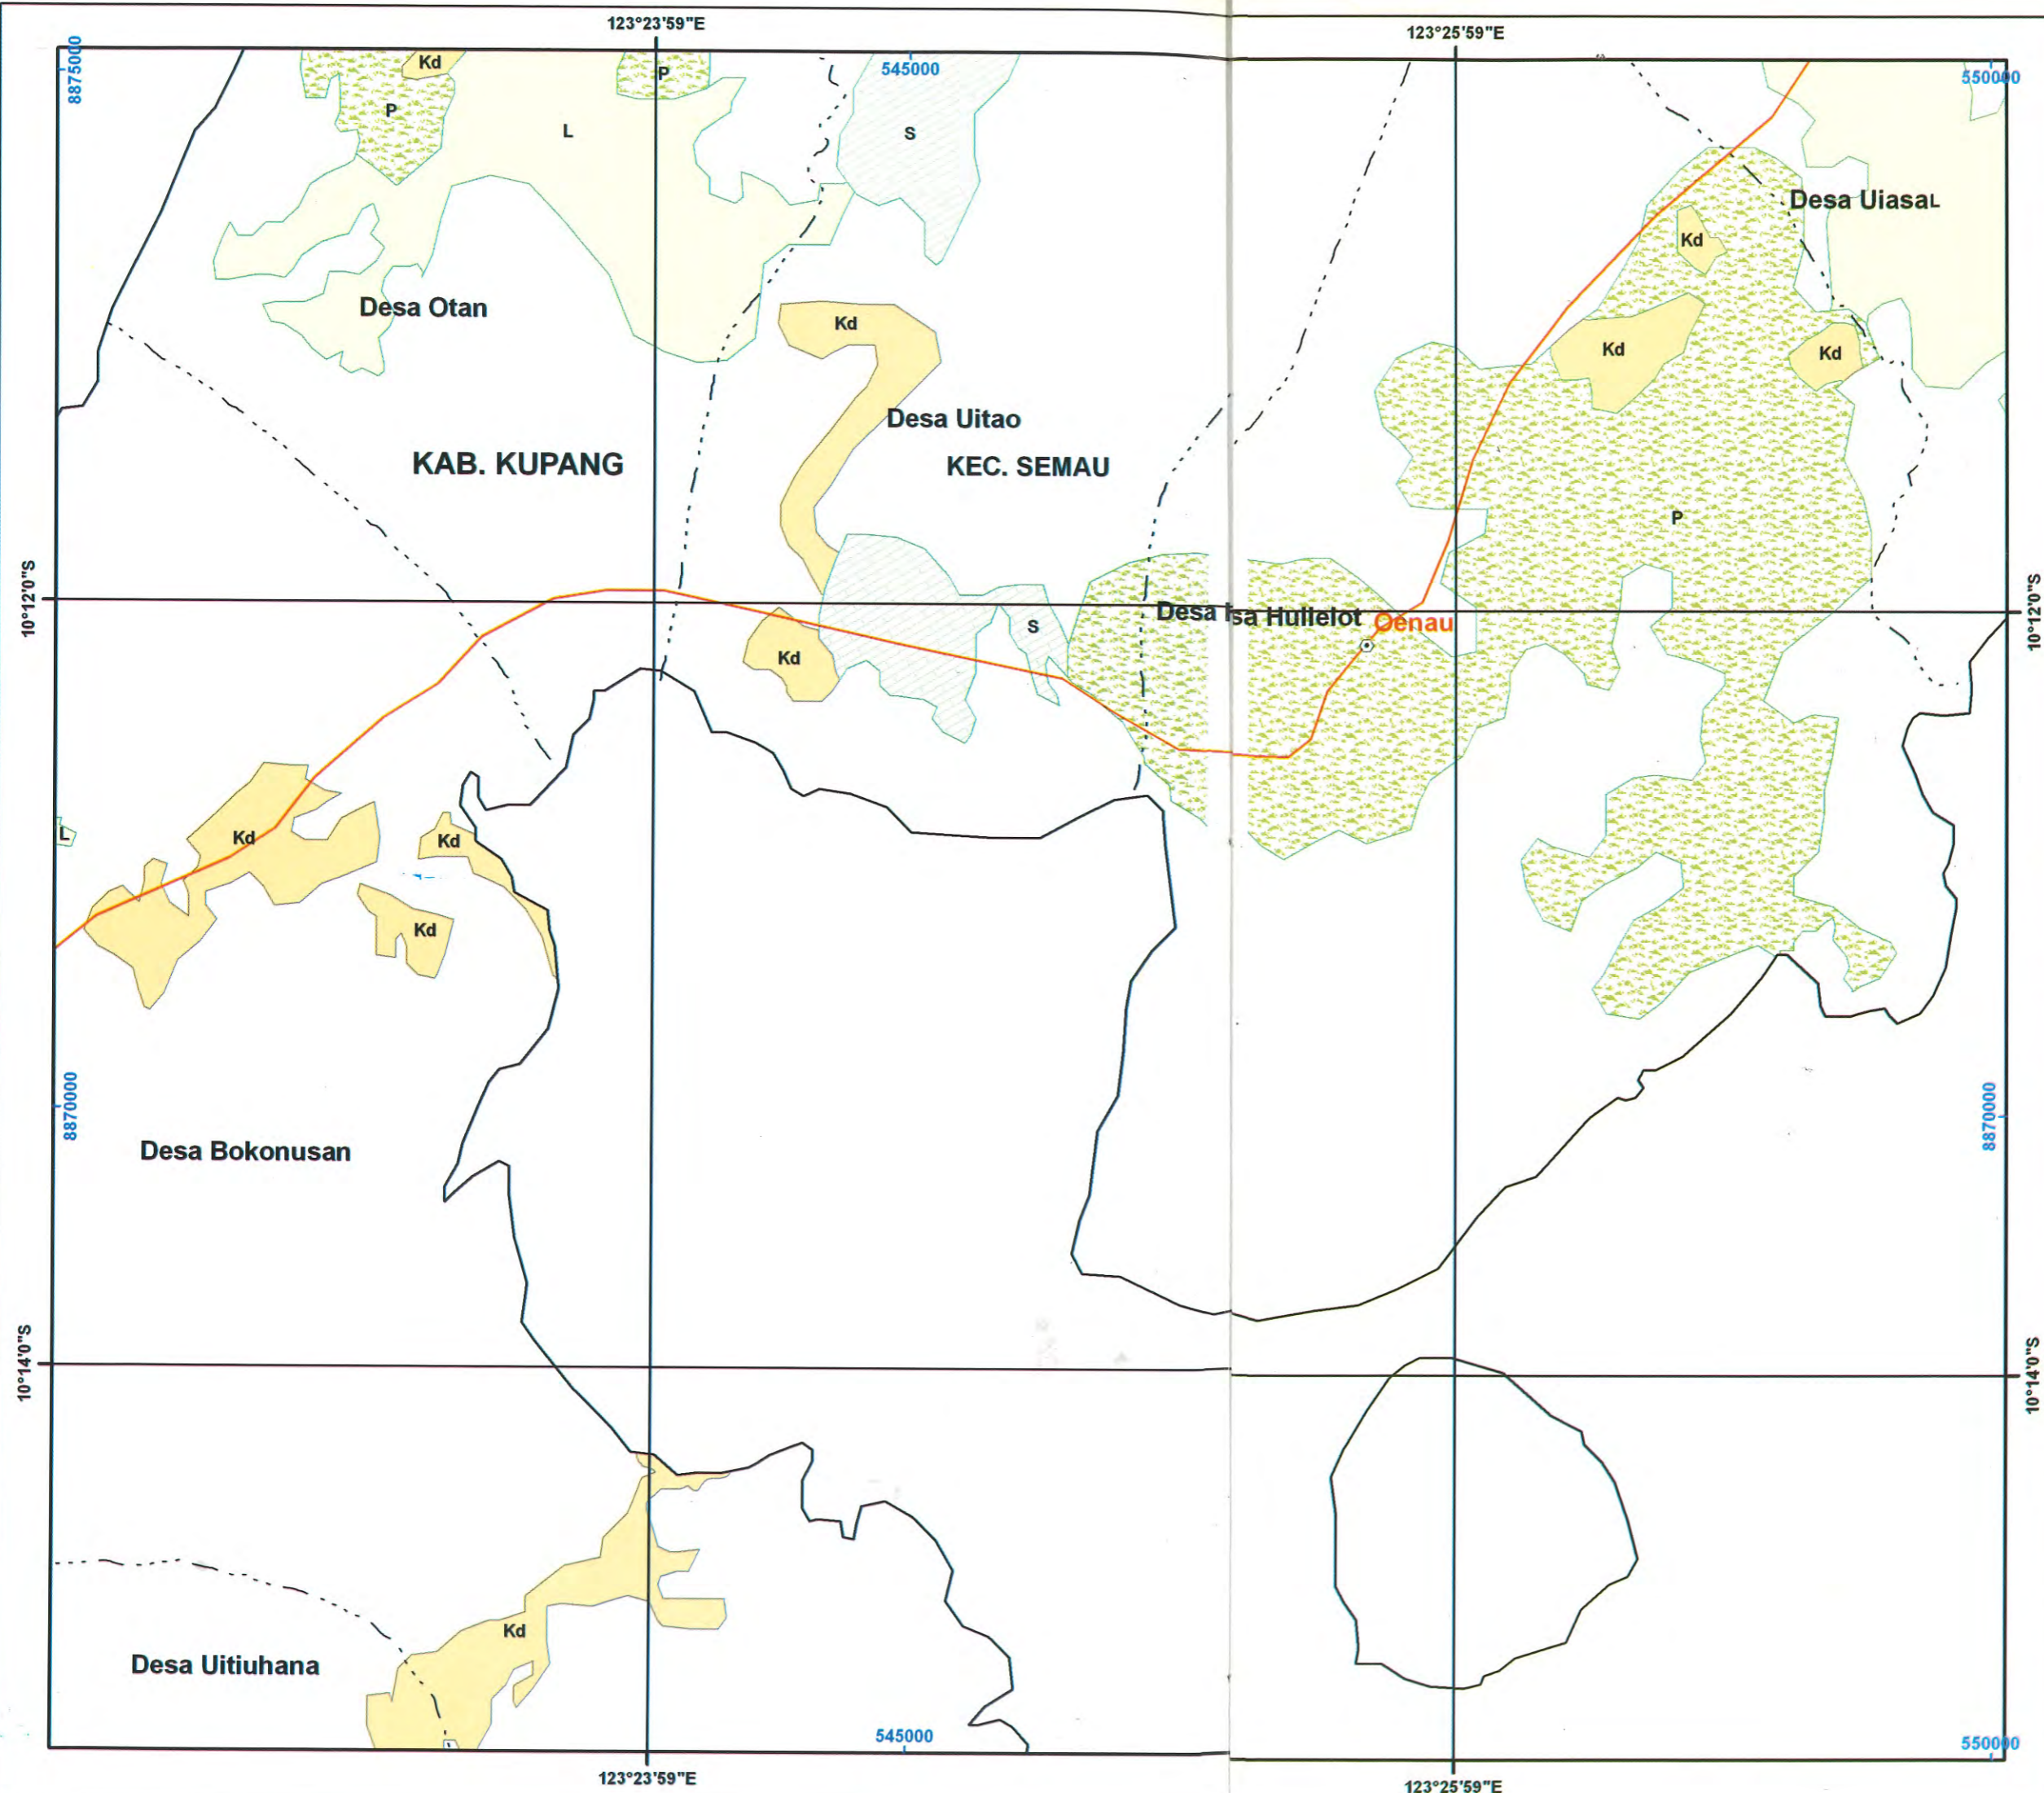 123°23'59"E
123°25'59"E
8875000
545000
550000
Kd
P
P
L
S
Desa UiasaL
Kd
Desa Otan
Kd
Kd
Kd
Desa Uitao
KAB. KUPANG
KEC. SEMAU
P
10°12'0"S
10°12'0"S
Desa Isa Hullelot
Oenau
S
Kd
L
Kd
Kd
Kd
8870000
8870000
Desa Bokonusan
10°14'0"S
10°14'0"S
Kd
Desa Uitiuhana
545000
550000
123°23'59"E
123°25'59"E